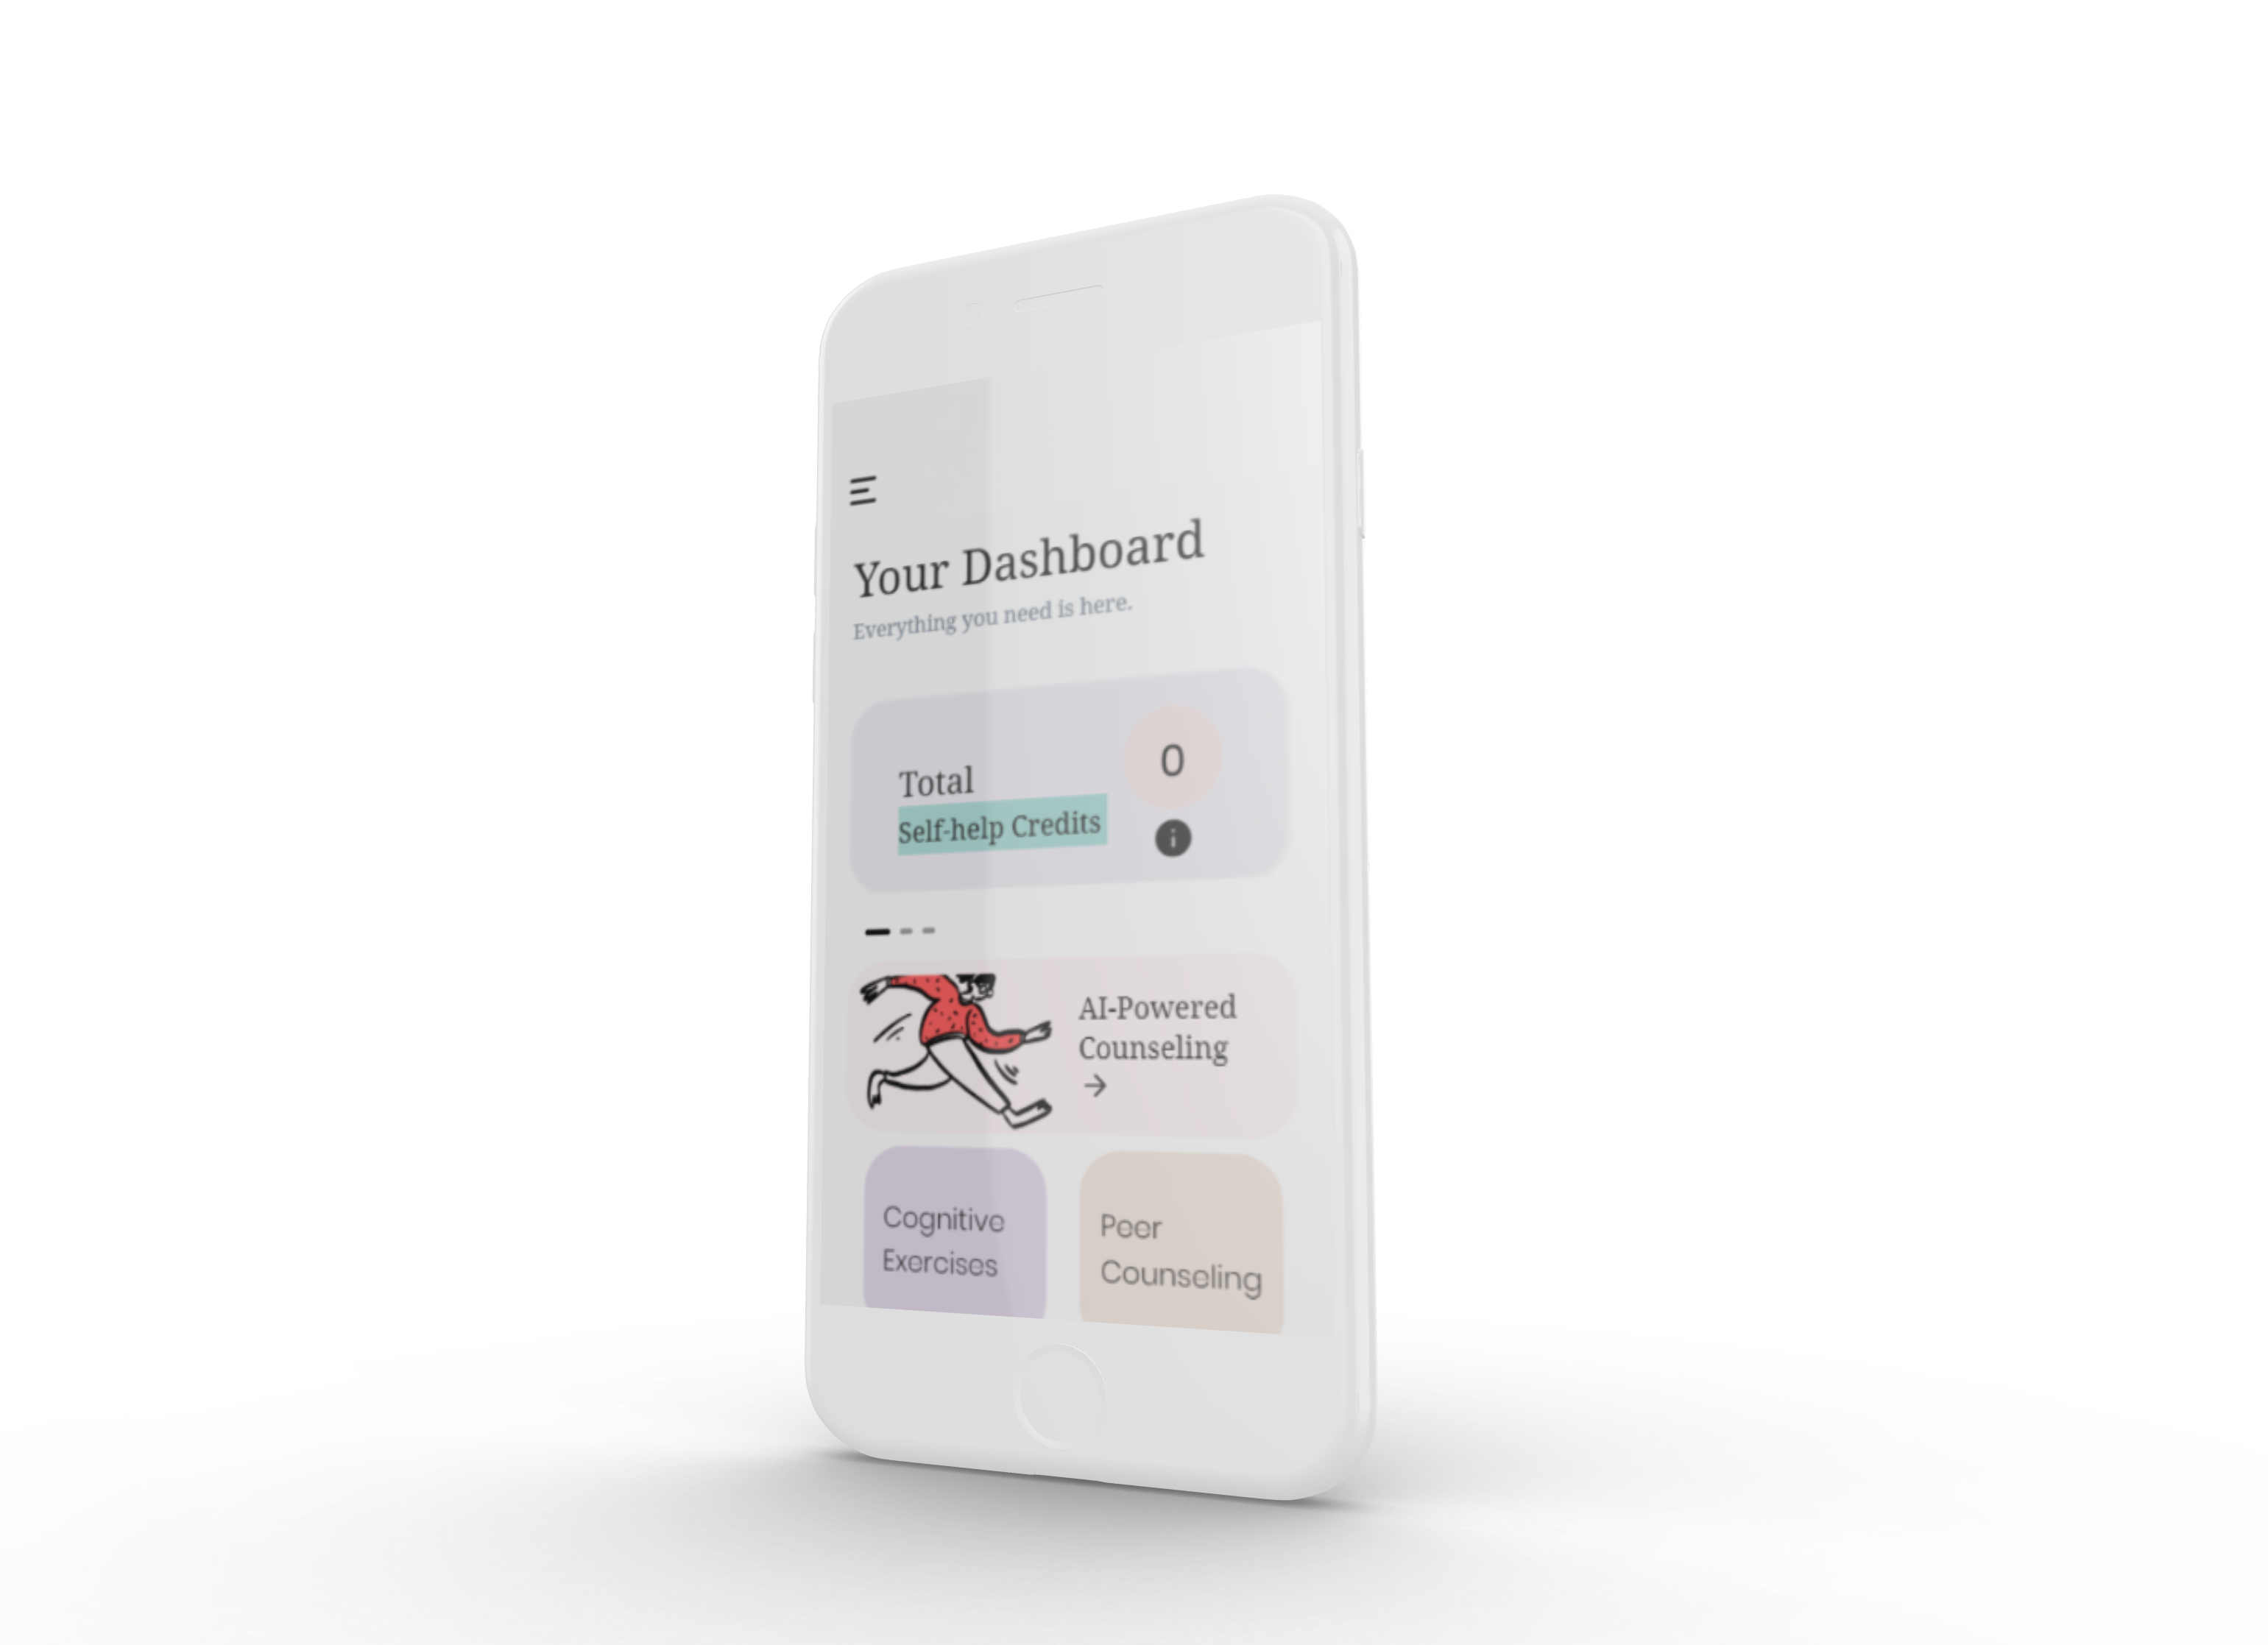 Your Dashboard
Everything you need is here.
Total
Self-help Credits
0
i
AI-Powered
Counseling
Cognitive
Exercises
Peer
Counseling